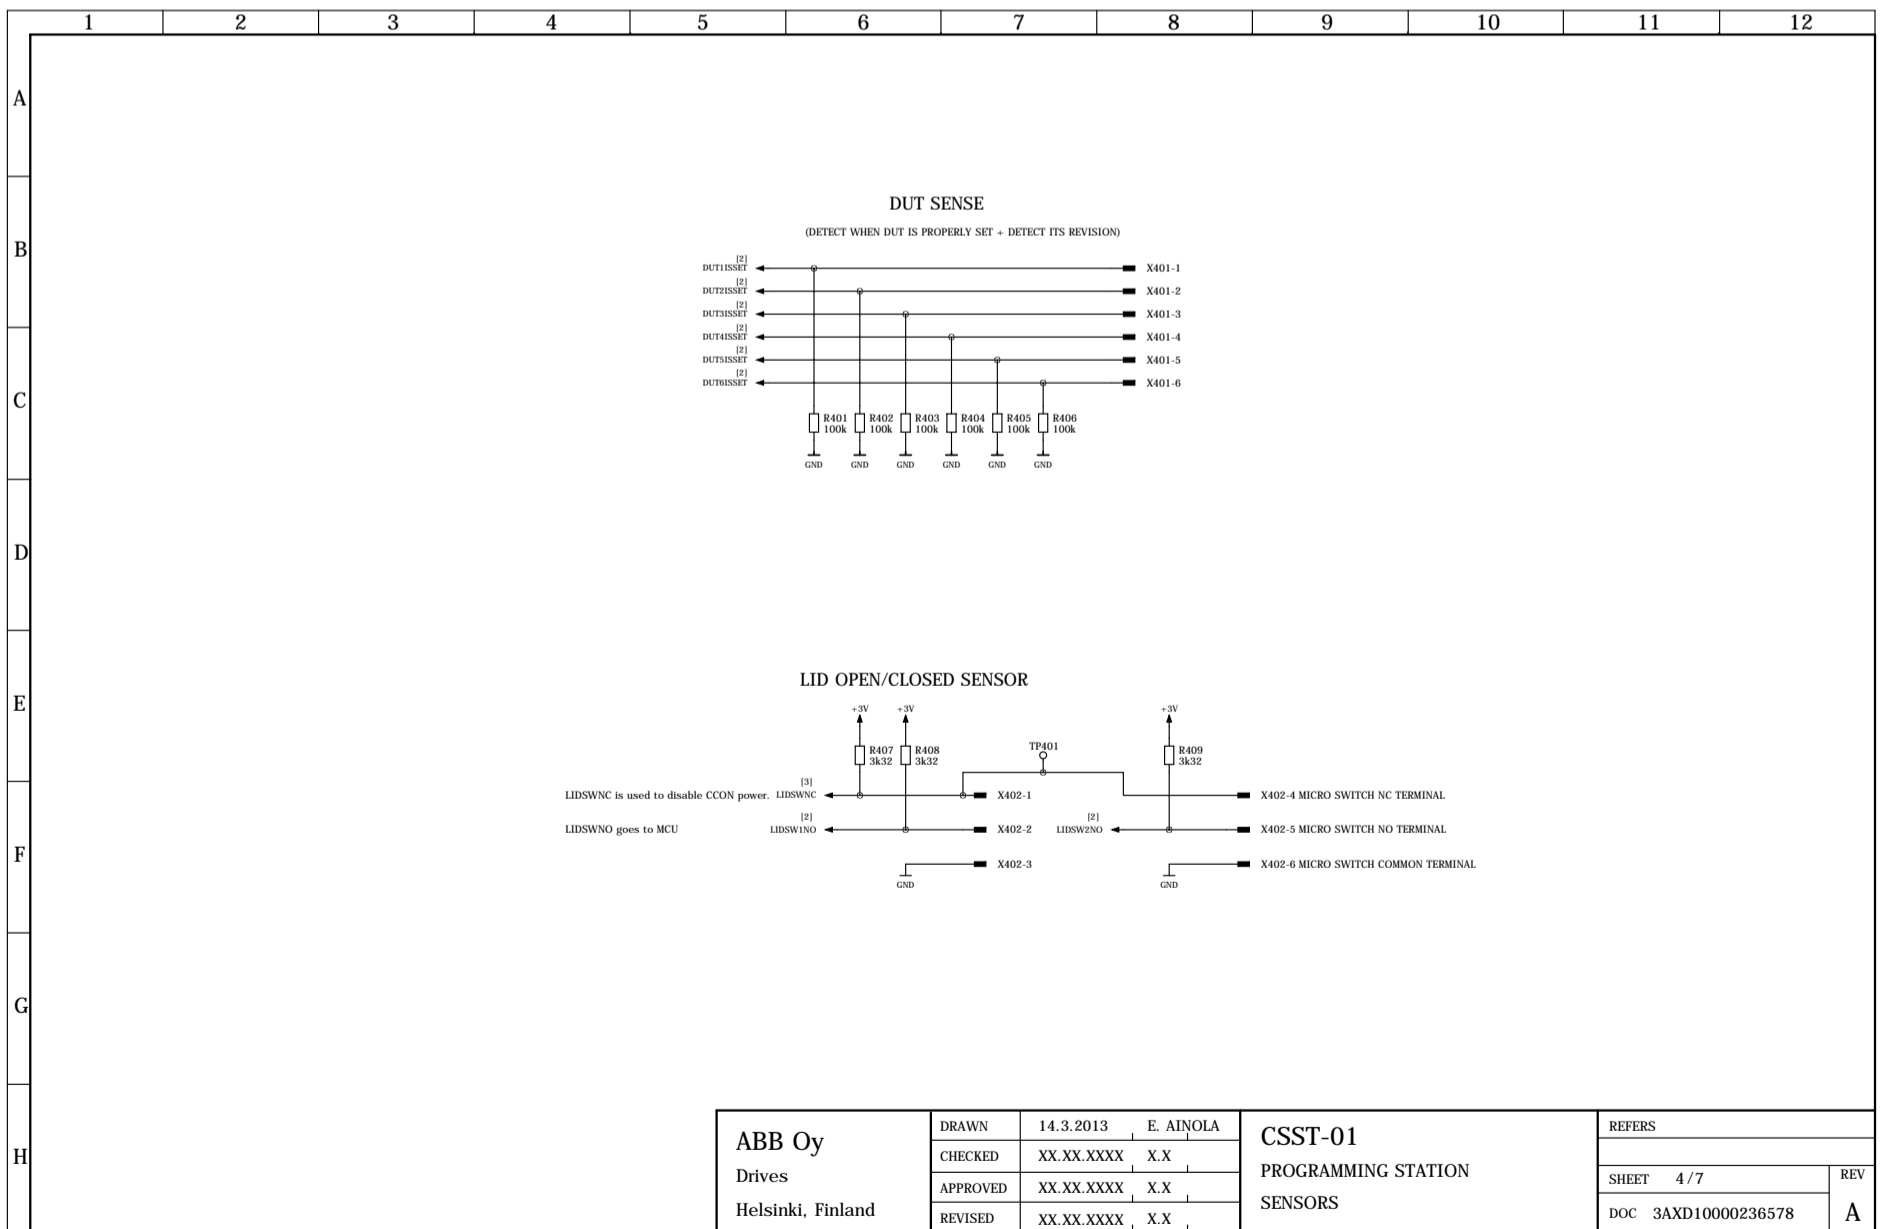 1 2 3 4 5 6 7 8 9 10 11 12
A
B
C
D
E
F
G
H
DUT SENSE
(DETECT WHEN DUT IS PROPERLY SET + DETECT ITS REVISION)
[2]
DUT1ISSET X401-1
[2]
DUT2ISSET X401-2
[2]
DUT3ISSET X401-3
[2]
DUT4ISSET X401-4
[2]
DUT5ISSET X401-5
[2]
DUT6ISSET X401-6
R401 R402 R403 R404 R405 R406
100k 100k 100k 100k 100k 100k
GND GND GND GND GND GND
LID OPEN/CLOSED SENSOR
+3V +3V +3V
R407 R408 TP401 R409
3k32 3k32 3k32
[3]
LIDSWNC is used to disable CCON power. LIDSWNC X402-1 X402-4 MICRO SWITCH NC TERMINAL
[2] [2]
LIDSWNO goes to MCU LIDSW1NO X402-2 LIDSW2NO X402-5 MICRO SWITCH NO TERMINAL
X402-3 X402-6 MICRO SWITCH COMMON TERMINAL
GND GND
ABB Oy
Drives
Helsinki, Finland
DRAWN 14.3.2013 E. AINOLA
CHECKED XX.XX.XXXX X.X
APPROVED XX.XX.XXXX X.X
REVISED XX.XX.XXXX X.X
CSST-01
PROGRAMMING STATION
SENSORS
REFERS
SHEET 4/7 REV
DOC 3AXD10000236578 A